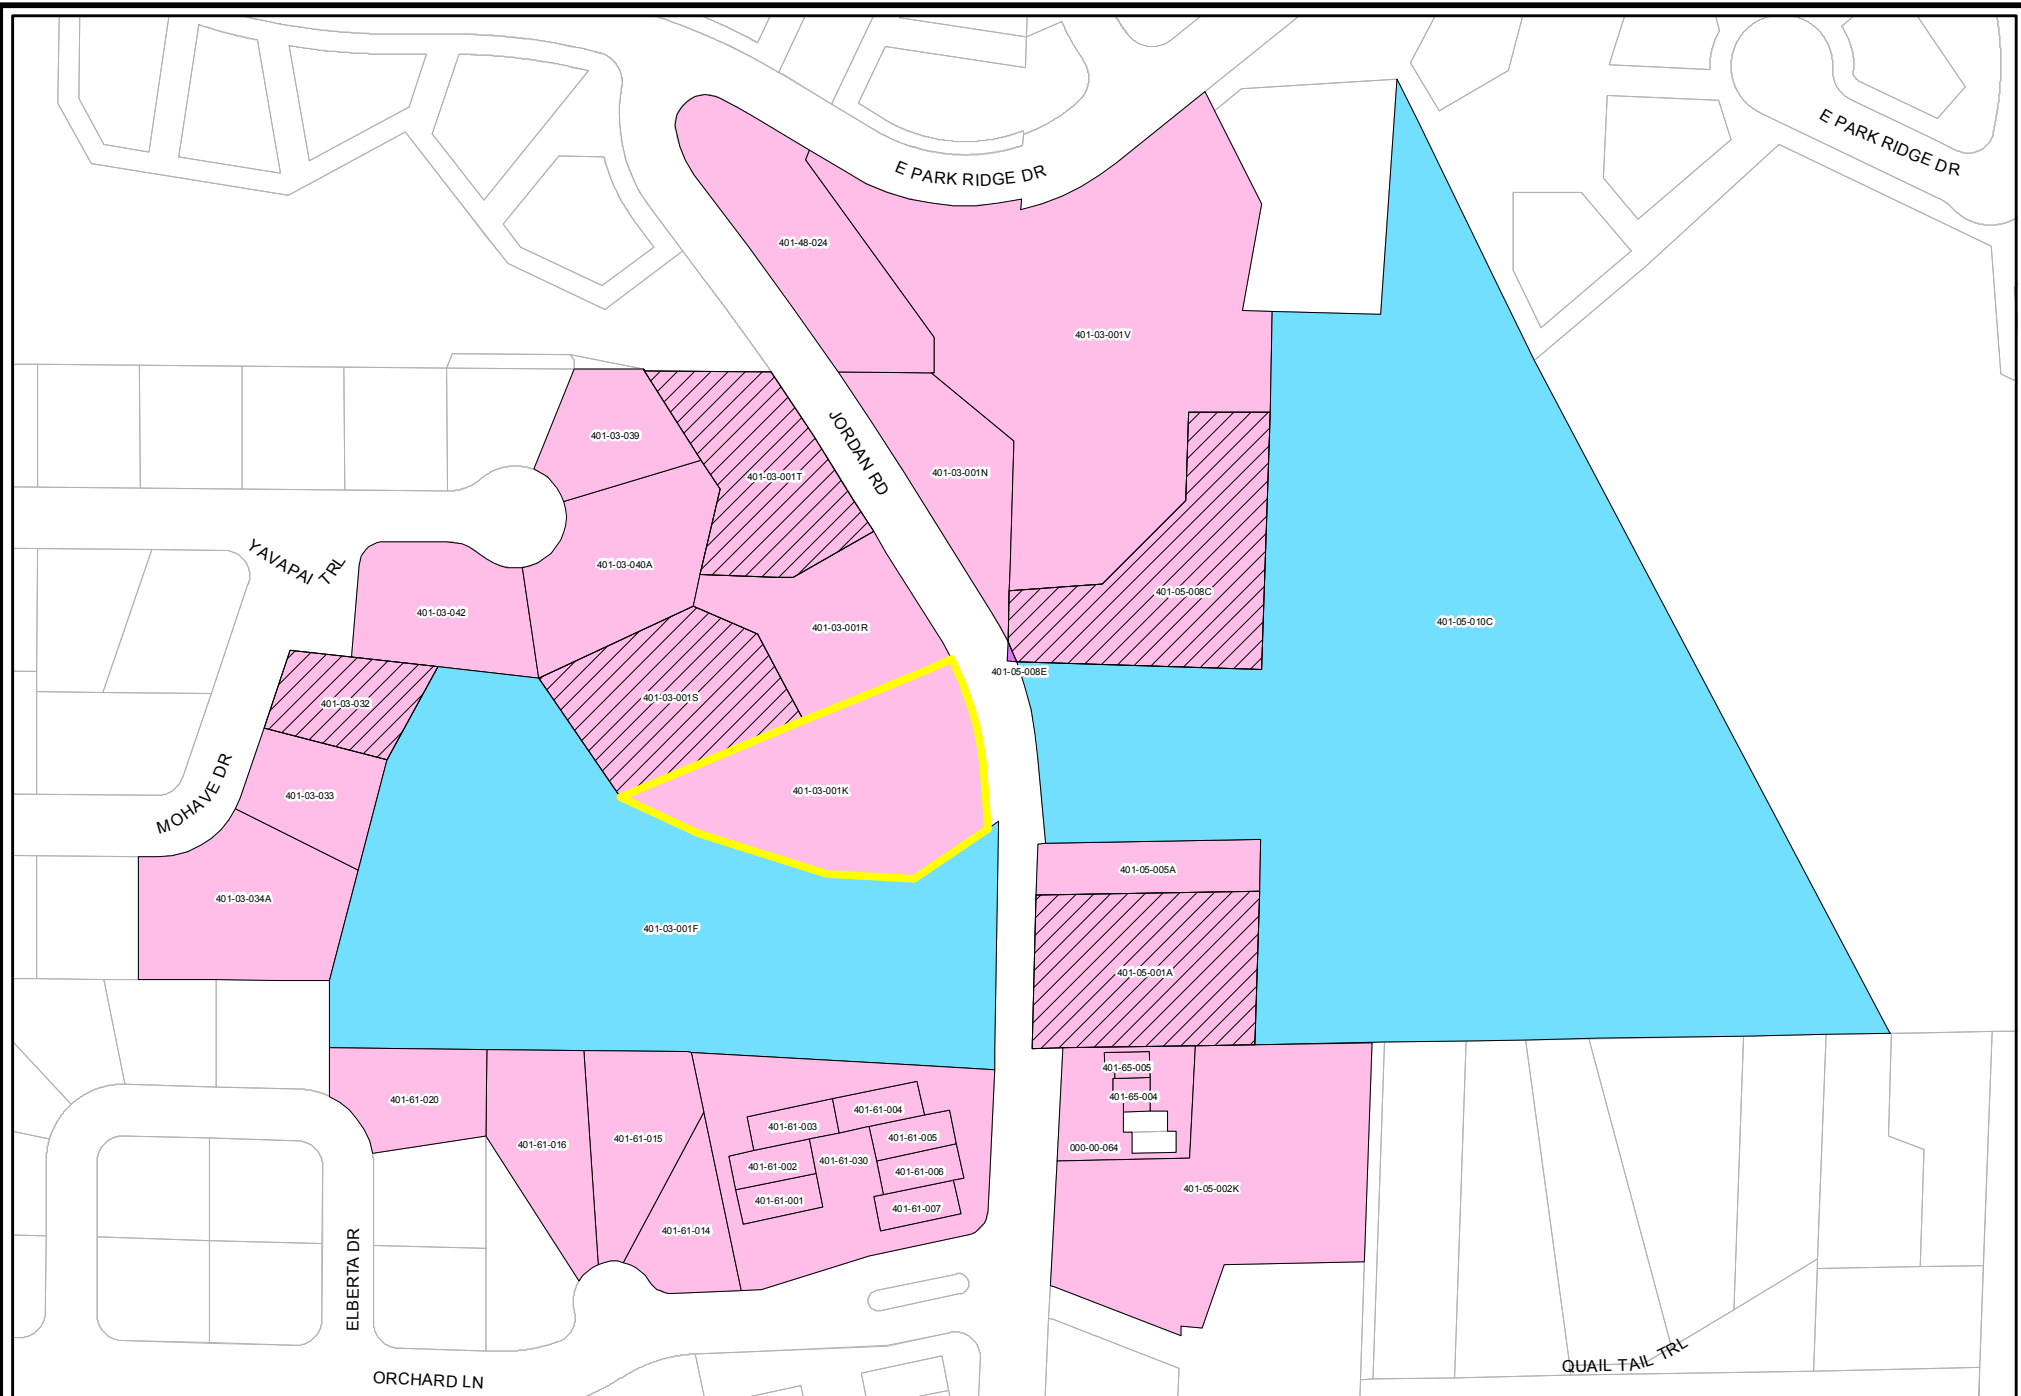 E PARK RIDGE DR
E PARK RIDGE DR
401-48-024
401-03-001V
401-03-039
JORDAN RD
401-03-001T
401-03-001N
YAVAPAI TRL
401-03-040A
401-05-008C
401-03-042
401-03-001R
401-05-010C
401-05-008E
401-03-032
401-03-001S
MOHAVE DR
401-03-033
401-03-001K
401-05-005A
401-03-034A
401-03-001F
401-05-001A
401-65-005
401-61-020
401-65-004
401-61-004
401-61-003
401-61-016
401-61-015
401-61-005
000-00-064
401-61-002
401-61-030
401-61-006
401-05-002K
401-61-001
401-61-007
401-61-014
ELBERTA DR
QUAIL TAIL TRL
ORCHARD LN